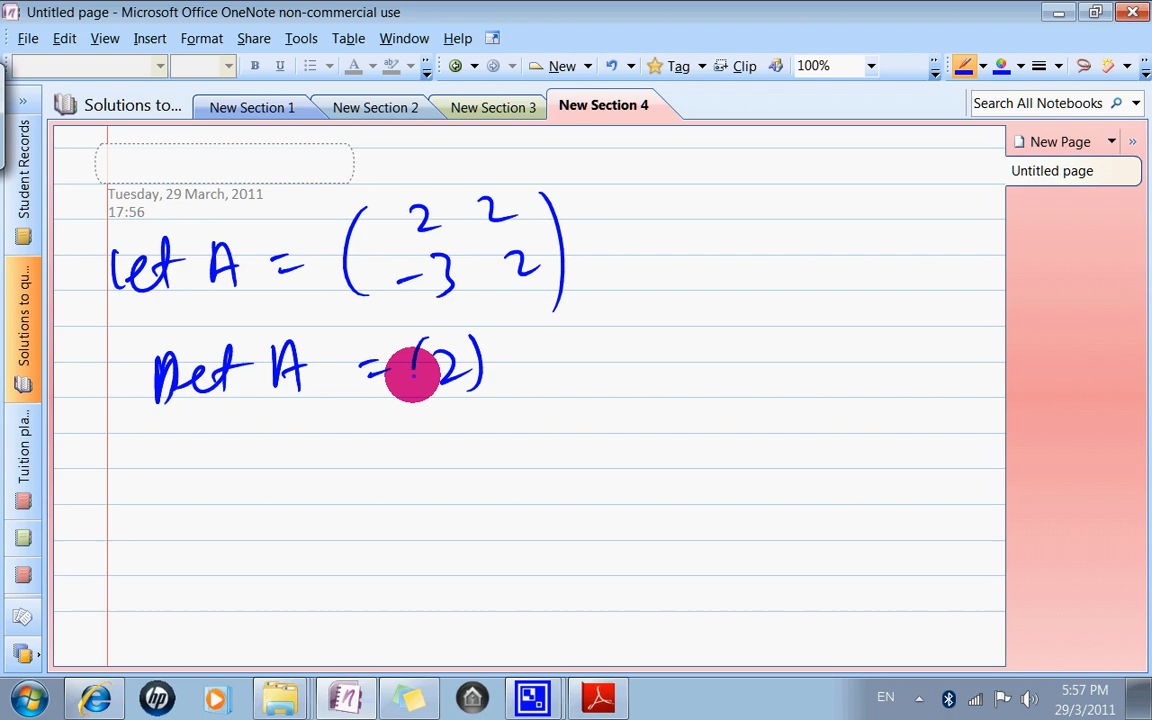 Untitled page - Microsoft Office OneNote non-commercial use
File Edit View Insert Format Share Tools Table Window Help
B U A ab New Tag Clip 100%
Solutions to... New Section 1 New Section 2 New Section 3 New Section 4 Search All Notebooks
New Page
Untitled page
Student Records
Solutions to qu...
Tuition pla...
Tuesday, 29 March, 2011
17:56
Let A = ( 2 2
-3 2 )
Det A = (2)
EN 5:57 PM
29/3/2011